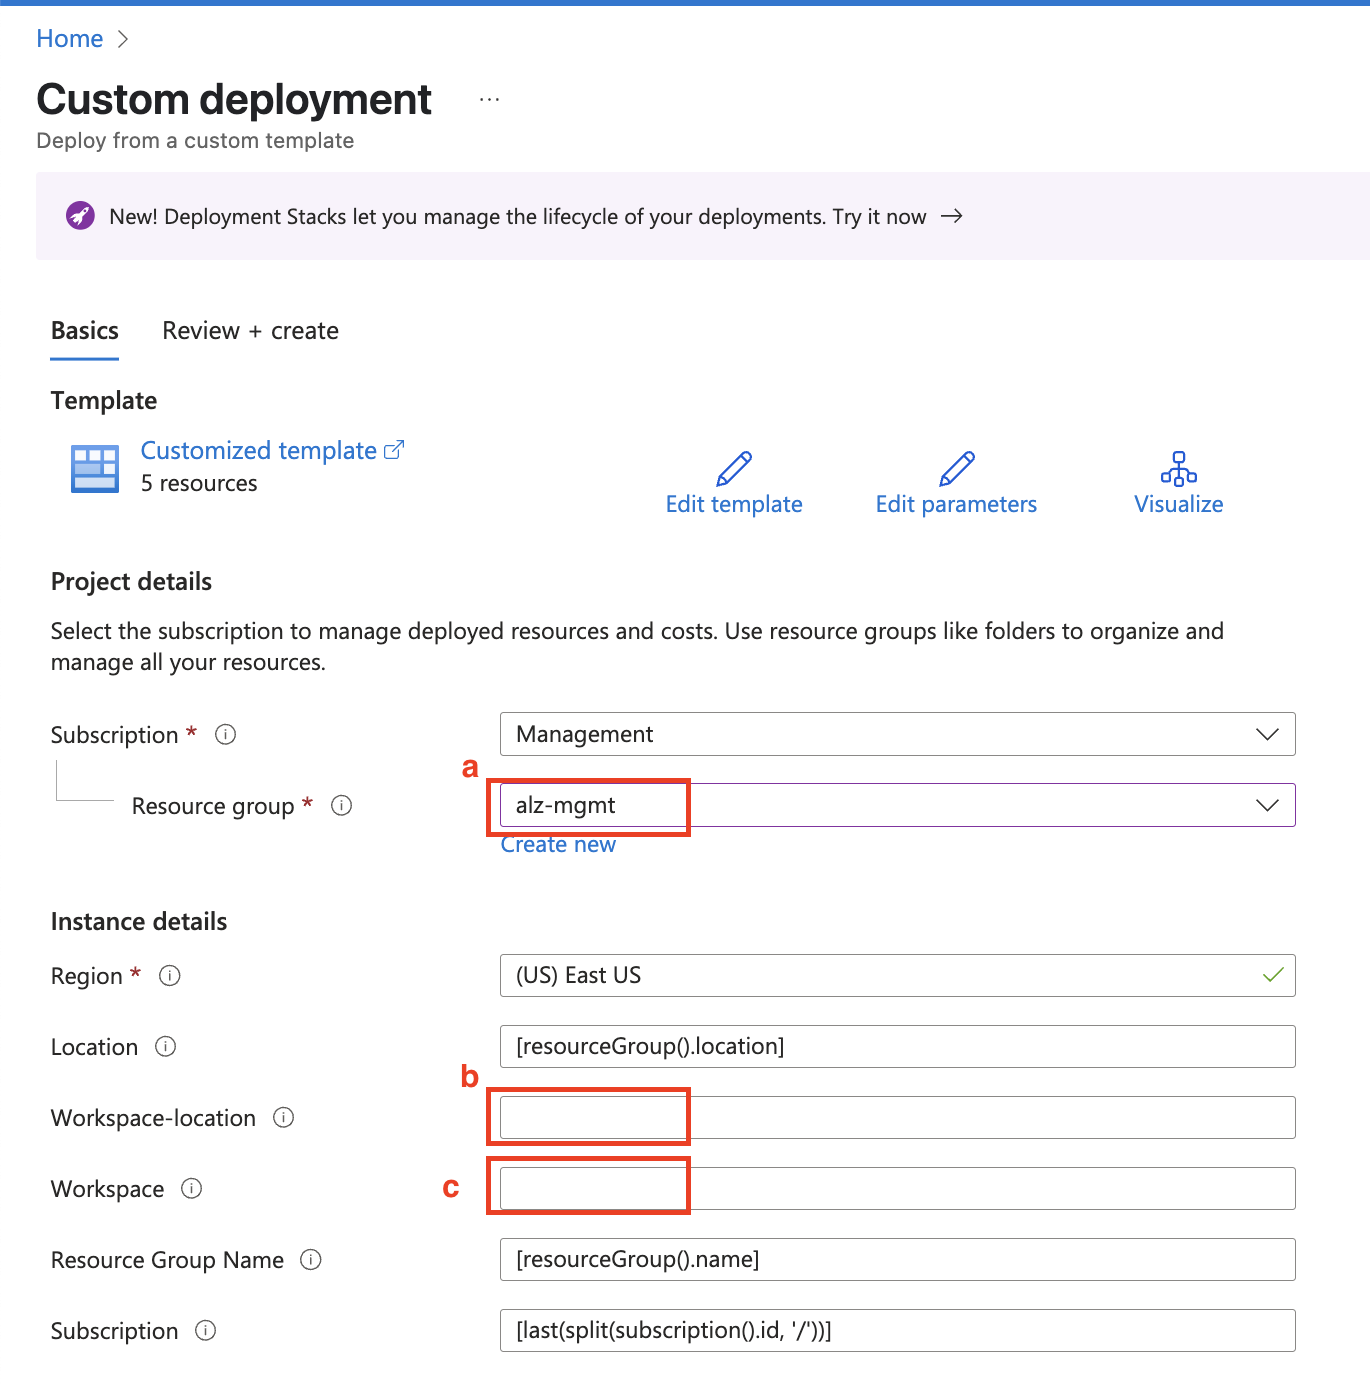 Home >
Custom deployment ...
Deploy from a custom template
New! Deployment Stacks let you manage the lifecycle of your deployments. Try it now →
Basics Review + create
Template
Customized template
5 resources
Edit template Edit parameters Visualize
Project details
Select the subscription to manage deployed resources and costs. Use resource groups like folders to organize and
manage all your resources.
Subscription * Management
a
Resource group * alz-mgmt
Create new
Instance details
Region * (US) East US
Location [resourceGroup().location]
b
Workspace-location
Workspace c
Resource Group Name [resourceGroup().name]
Subscription [last(split(subscription().id, '/'))]